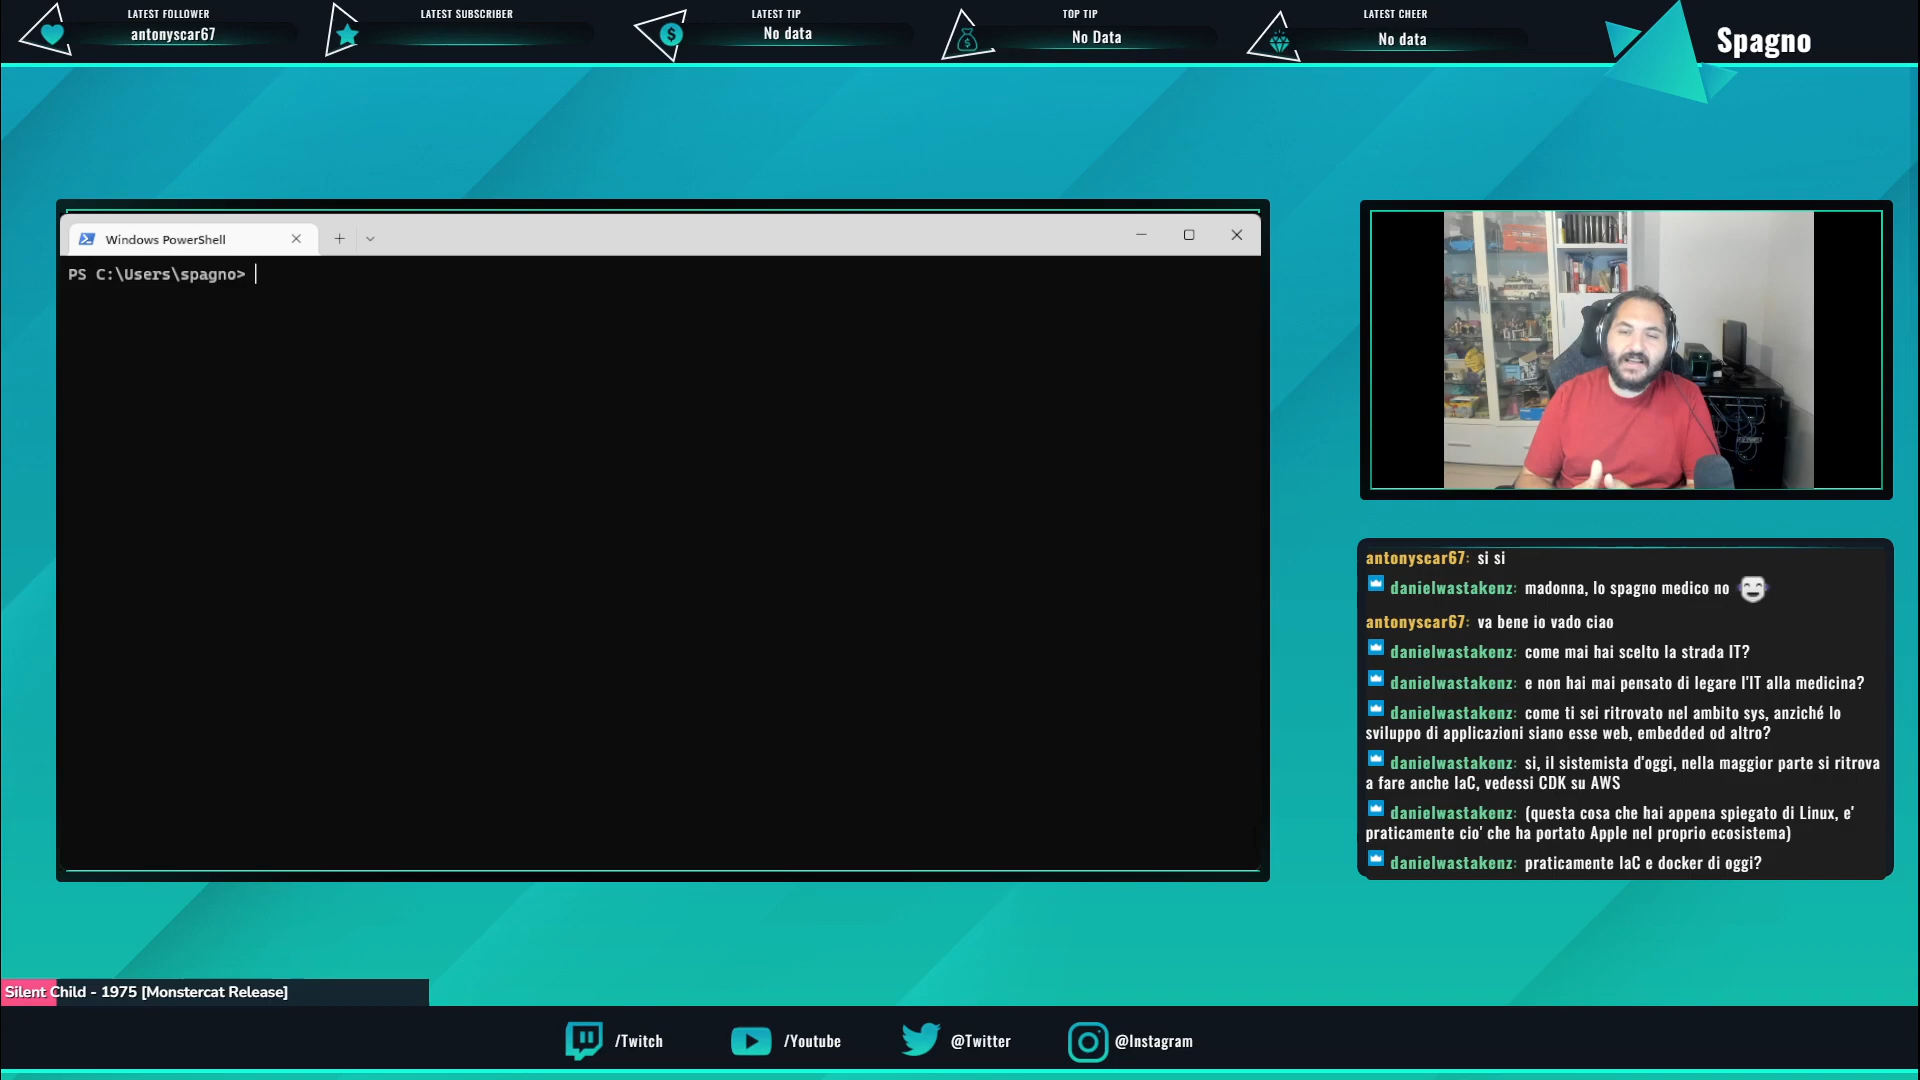 LATEST FOLLOWER
antonyscar67
LATEST SUBSCRIBER
LATEST TIP
No data
TOP TIP
No Data
LATEST CHEER
No data
Spagno
Windows PowerShell
PS C:\Users\spagno>
antonyscar67: si si
danielwastakenz: madonna, lo spagno medico no
antonyscar67: va bene io vado ciao
danielwastakenz: come mai hai scelto la strada IT?
danielwastakenz: e non hai mai pensato di legare l'IT alla medicina?
danielwastakenz: come ti sei ritrovato nel ambito sys, anziché lo
sviluppo di applicazioni siano esse web, embedded od altro?
danielwastakenz: si, il sistemista d'oggi, nella maggior parte si ritrova
a fare anche IaC, vedessi CDK su AWS
danielwastakenz: (questa cosa che hai appena spiegato di Linux, e'
praticamente cio' che ha portato Apple nel proprio ecosistema)
danielwastakenz: praticamente IaC e docker di oggi?
Silent Child - 1975 [Monstercat Release]
/Twitch
/Youtube
@Twitter
@Instagram